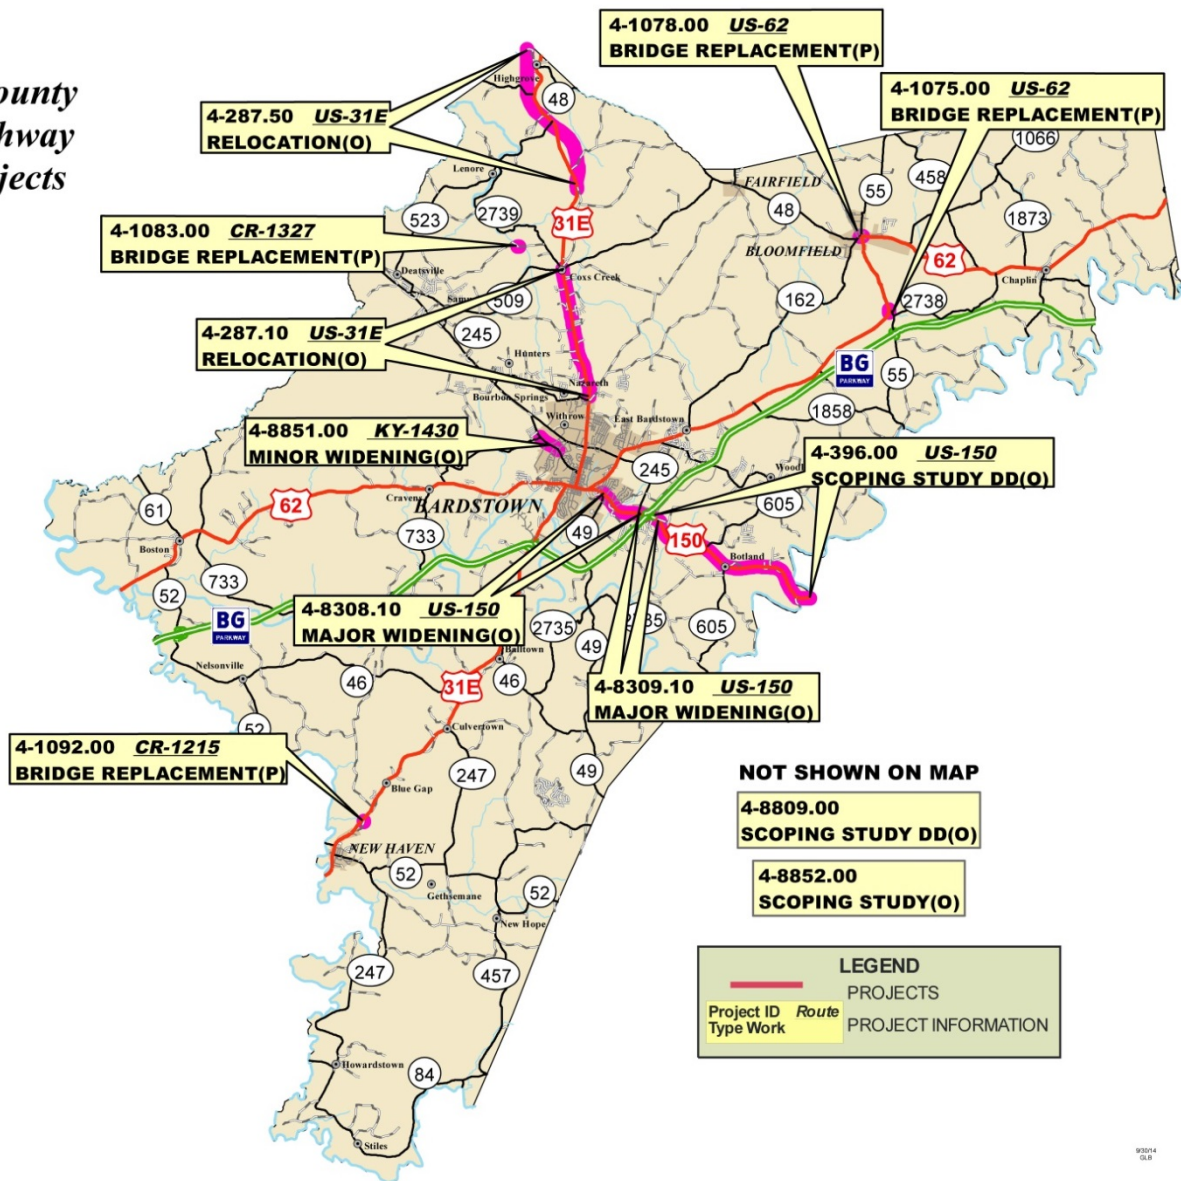 ounty
hway
jects
4-1078.00 US-62
BRIDGE REPLACEMENT(P)
4-1075.00 US-62
BRIDGE REPLACEMENT(P)
4-287.50 US-31E
RELOCATION(O)
4-1083.00 CR-1327
BRIDGE REPLACEMENT(P)
4-287.10 US-31E
RELOCATION(O)
4-8851.00 KY-1430
MINOR WIDENING(O)
4-396.00 US-150
SCOPING STUDY DD(O)
4-8308.10 US-150
MAJOR WIDENING(O)
4-8309.10 US-150
MAJOR WIDENING(O)
4-1092.00 CR-1215
BRIDGE REPLACEMENT(P)
Highgrove
48
1066
Lenore
FAIRFIELD
55
458
523
2739
31E
48
1873
BLOOMFIELD
62
Deatsville
Coxs Creek
Chaplin
509
162
2738
245
Hunters
BG
PARKWAY
55
Nazareth
Bourbon Springs
1858
Withrow
East Bardstown
245
62
Cravens
BARDSTOWN
605
61
49
150
733
Boston
Botland
733
52
BG
PARKWAY
2735
605
49
Balltown
Nelsonville
46
31E
46
52
Culvertown
247
49
Blue Gap
NEW HAVEN
52
Gethsemane
52
New Hope
247
457
Howardstown
84
Stiles
NOT SHOWN ON MAP
4-8809.00
SCOPING STUDY DD(O)
4-8852.00
SCOPING STUDY(O)
LEGEND
PROJECTS
Project ID Route
Type Work
PROJECT INFORMATION
9/30/14
GLB